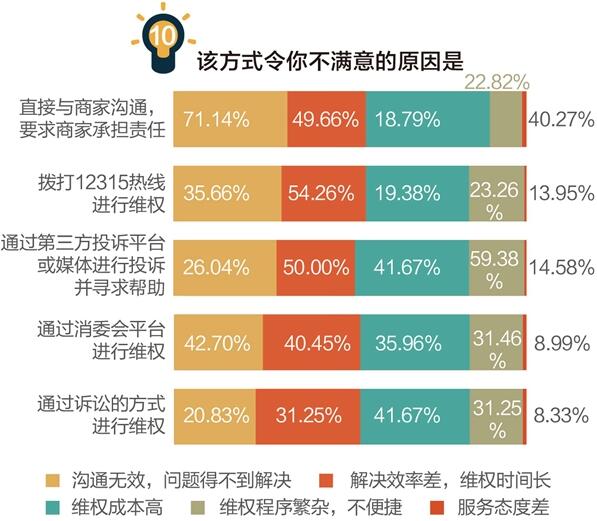 10
该方式令你不满意的原因是
22.82%
直接与商家沟通，
要求商家承担责任
71.14% 49.66% 18.79% 40.27%
拨打12315热线
进行维权
35.66% 54.26% 19.38% 23.26% 13.95%
通过第三方投诉平台
或媒体进行投诉
并寻求帮助
26.04% 50.00% 41.67% 59.38% 14.58%
通过消委会平台
进行维权
42.70% 40.45% 35.96% 31.46% 8.99%
通过诉讼的方式
进行维权
20.83% 31.25% 41.67% 31.25% 8.33%
沟通无效，问题得不到解决 解决效率差，维权时间长
维权成本高 维权程序繁杂，不便捷 服务态度差